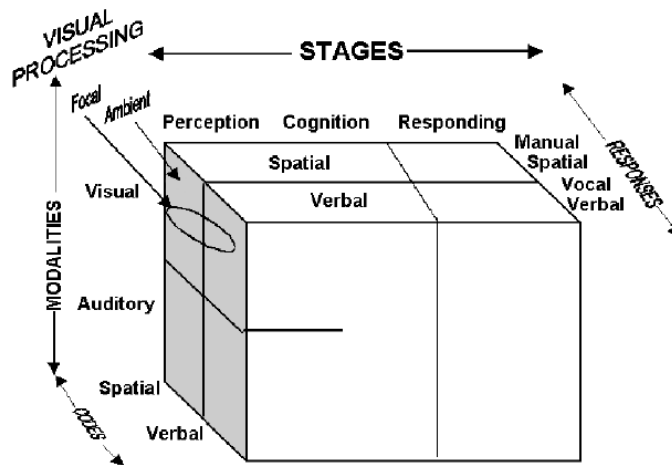 VISUAL
PROCESSING
STAGES
Focal
Ambient
Perception Cognition Responding
Manual
Spatial
Vocal
Verbal
RESPONSES
Spatial
Verbal
Visual
MODALITIES
Auditory
Spatial
Verbal
CODES